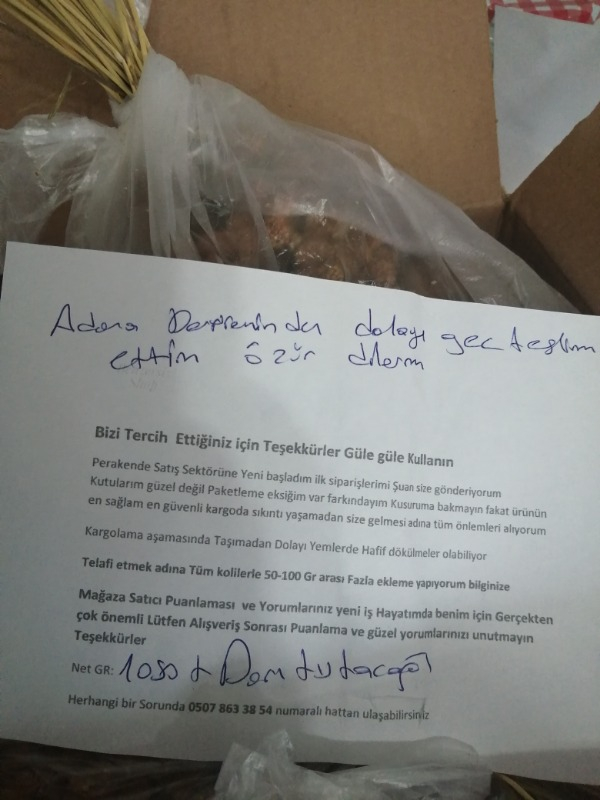 Adana Depreminden dolayı geç teslim
ettim özür dilerim
Bizi Tercih Ettiğiniz için Teşekkürler Güle güle Kullanın
Perakende Satış Sektörüne Yeni başladım ilk siparişlerimi Şuan size gönderiyorum
Kutularım güzel değil Paketleme eksiğim var farkındayım Kusuruma bakmayın fakat ürünün
en sağlam en güvenli kargoda sıkıntı yaşamadan size gelmesi adına tüm önlemleri alıyorum
Kargolama aşamasında Taşımadan Dolayı Yemlerde Hafif dökülmeler olabiliyor
Telafi etmek adına Tüm kolilerle 50-100 Gr arası Fazla ekleme yapıyorum bilginize
Mağaza Satıcı Puanlaması ve Yorumlarınız yeni iş Hayatımda benim için Gerçekten
çok önemli Lütfen Alışveriş Sonrası Puanlama ve güzel yorumlarınızı unutmayın
Teşekkürler
Net GR: 1080 +
Herhangi bir Sorunda 0507 863 38 54 numaralı hattan ulaşabilirsiniz